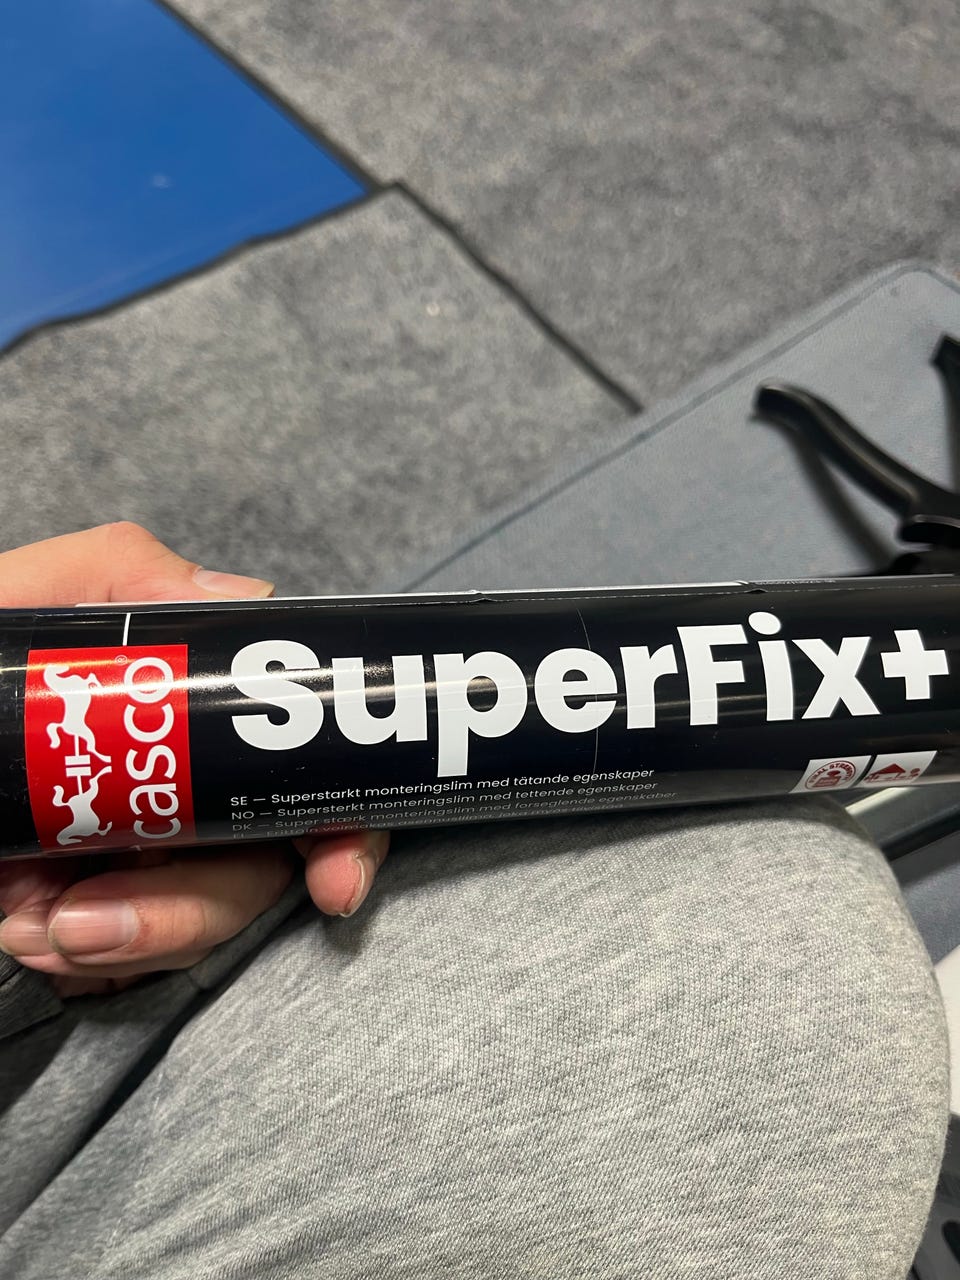 casco®
SuperFix+
SE — Superstarkt monteringslim med tätande egenskaper
NO — Supersterkt monteringslim med tettende egenskaper
DK — Super stærk monteringslim med forseglende egenskaber